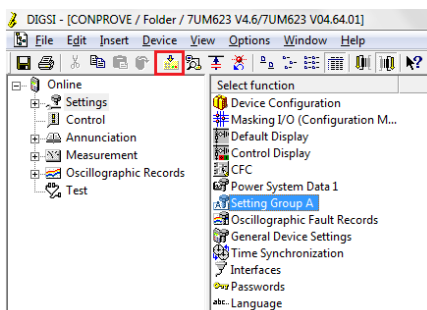 DIGSI - [CONPROVE / Folder / 7UM623 V4.6/7UM623 V04.64.01]
File Edit Insert Device View Options Window Help
Online
Settings
Control
Annunciation
Measurement
Oscillographic Records
Test
Select function
Device Configuration
Masking I/O (Configuration M...
Default Display
Control Display
CFC
Power System Data 1
Setting Group A
Oscillographic Fault Records
General Device Settings
Time Synchronization
Interfaces
Passwords
abc.. Language